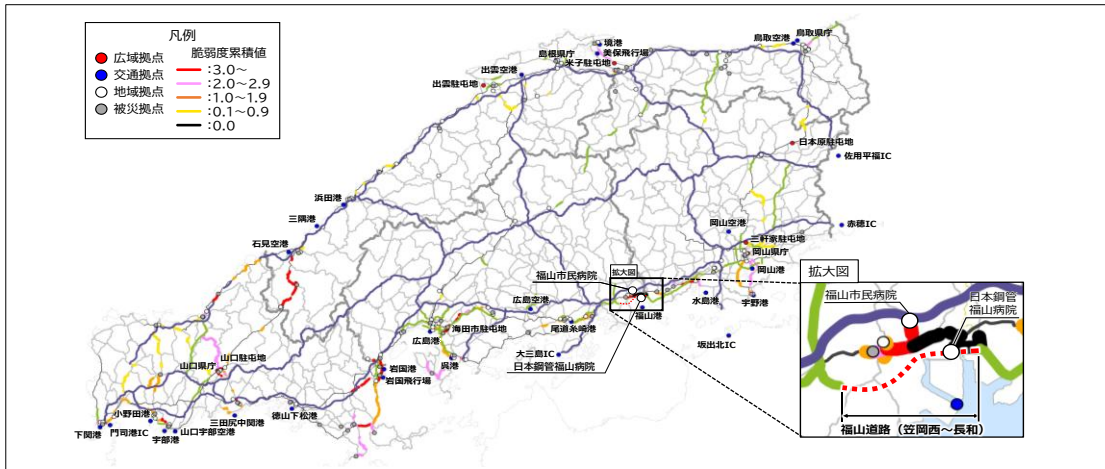 凡例
広域拠点
交通拠点
地域拠点
被災拠点
脆弱度累積値
:3.0～
:2.0～2.9
:1.0～1.9
:0.1～0.9
:0.0
鳥取空港
鳥取県庁
境港
美保飛行場
島根県庁
米子駐屯地
出雲空港
出雲駐屯地
日本原駐屯地
佐用平福IC
浜田港
三隅港
石見空港
岡山空港
赤穂IC
三軒家駐屯地
岡山県庁
岡山港
宇野港
水島港
坂出北IC
拡大図
福山市民病院
福山港
日本鋼管福山病院
広島空港
尾道糸崎港
大三島IC
海田市駐屯地
広島港
呉港
岩国港
岩国飛行場
山口駐屯地
山口県庁
徳山下松港
三田尻中関港
小野田港
山口宇部空港
宇部港
門司港IC
下関港
拡大図
福山市民病院
日本鋼管
福山病院
福山道路（笠岡西～長和）